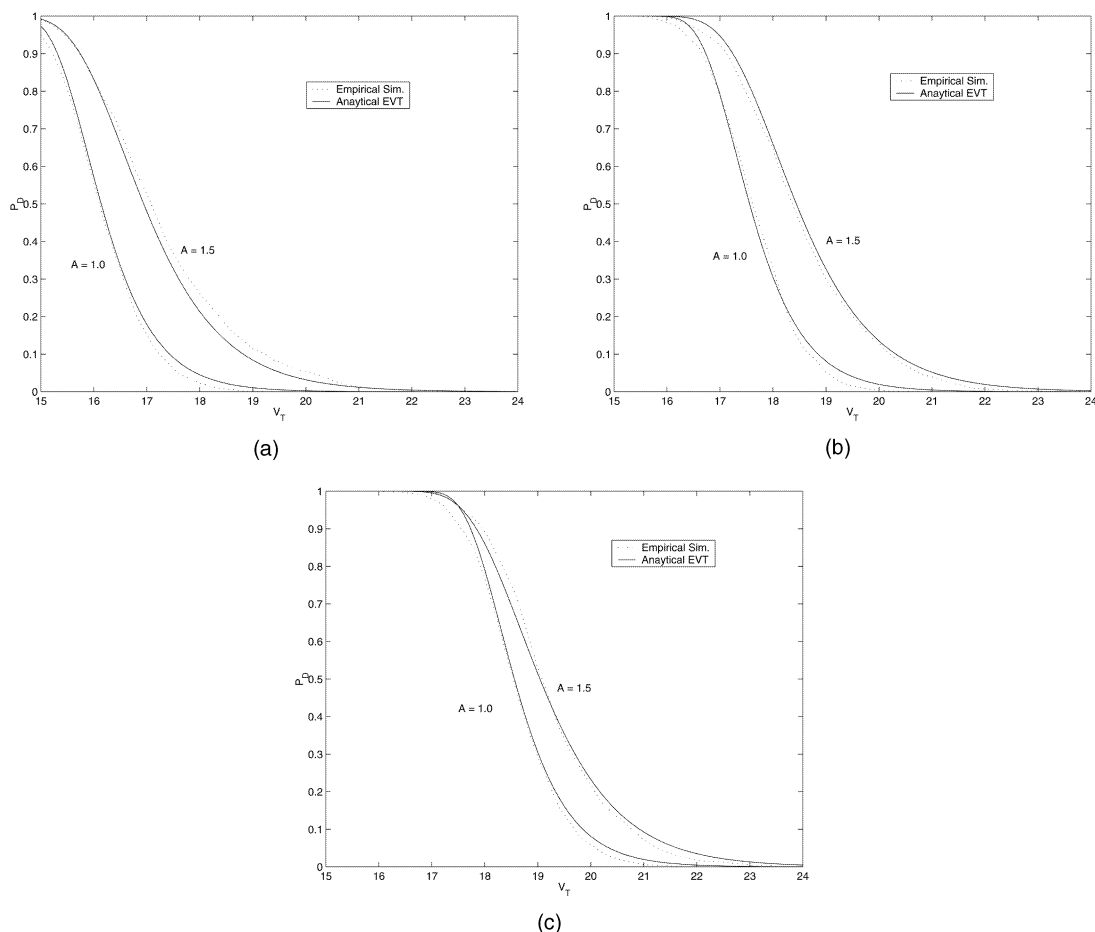 1
0.9
0.8
0.7
0.6
0.5
0.4
0.3
0.2
0.1
0
P_D
Empirical Sim.
Anaytical EVT
A = 1.5
A = 1.0
15 16 17 18 19 20 21 22 23 24
V_T
(a)
1
0.9
0.8
0.7
0.6
0.5
0.4
0.3
0.2
0.1
0
P_D
Empirical Sim.
Anaytical EVT
A = 1.5
A = 1.0
15 16 17 18 19 20 21 22 23 24
V_T
(b)
1
0.9
0.8
0.7
0.6
0.5
0.4
0.3
0.2
0.1
0
P_D
Empirical Sim.
Anaytical EVT
A = 1.5
A = 1.0
15 16 17 18 19 20 21 22 23 24
V_T
(c)